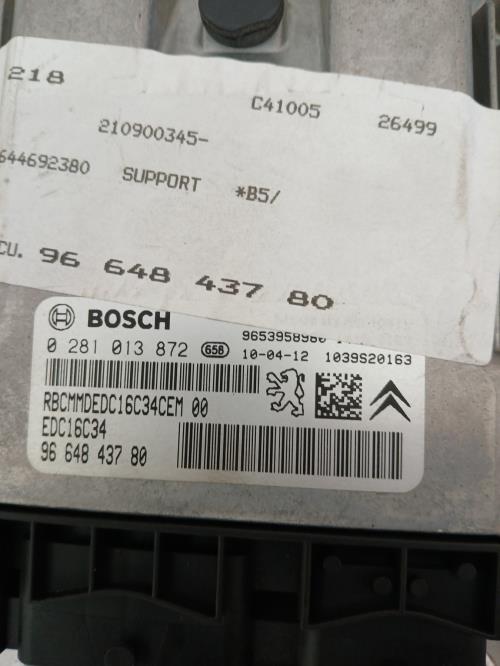 218
C41005 26499
210900345-
644692380 SUPPORT *B5/
CU. 96 648 437 80
BOSCH
9653958980
0 281 013 872 658 10-04-12 1039S20163
RBCMMDEDC16C34CEM 00
EDC16C34
96 648 437 80